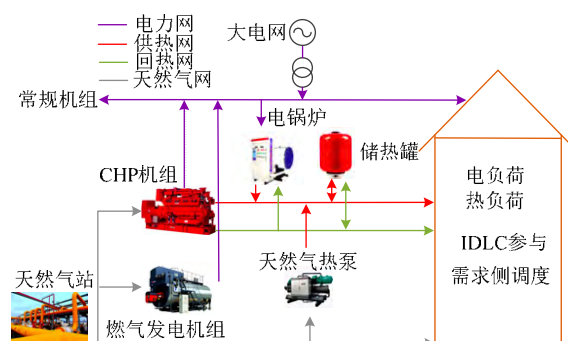 电力网
供热网
回热网
天然气网
大电网
常规机组
电锅炉
储热罐
CHP机组
电负荷
热负荷
IDLC参与
需求侧调度
天然气站
天然气热泵
燃气发电机组